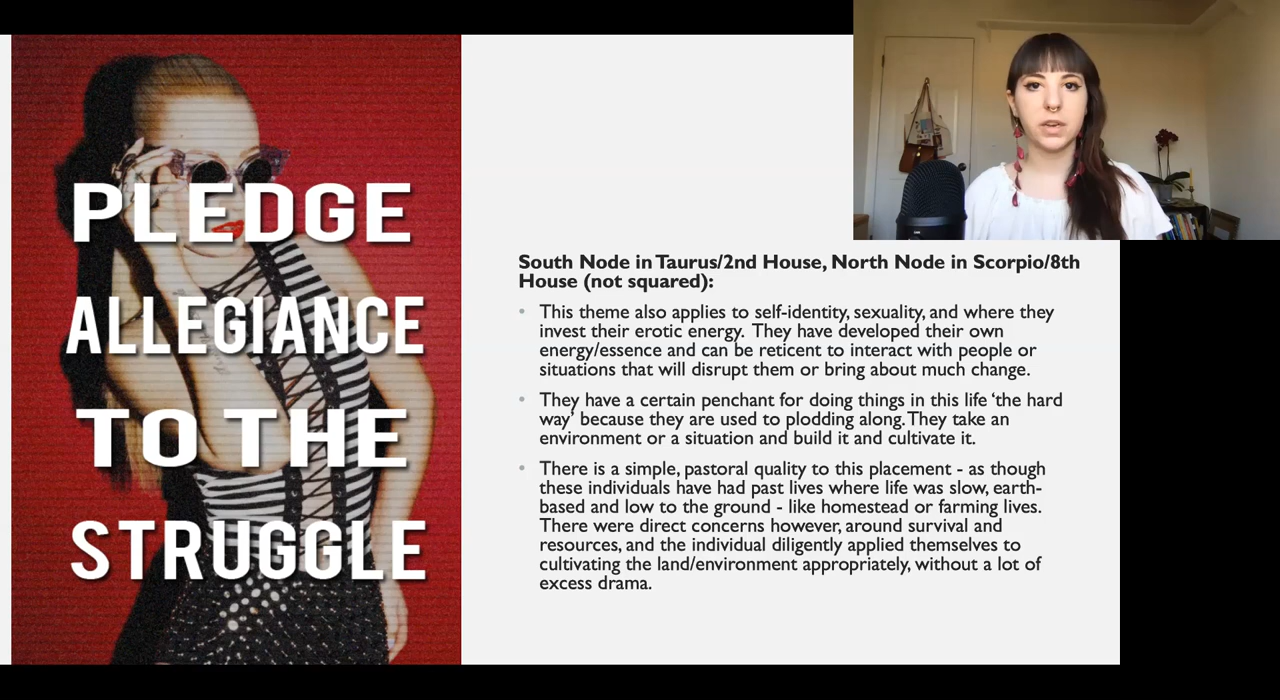 PLEDGE
ALLEGIANCE
TO THE
STRUGGLE
South Node in Taurus/2nd House, North Node in Scorpio/8th
House (not squared):
• This theme also applies to self-identity, sexuality, and where they
invest their erotic energy. They have developed their own
energy/essence and can be reticent to interact with people or
situations that will disrupt them or bring about much change.
• They have a certain penchant for doing things in this life ‘the hard
way’ because they are used to plodding along. They take an
environment or a situation and build it and cultivate it.
• There is a simple, pastoral quality to this placement - as though
these individuals have had past lives where life was slow, earth-
based and low to the ground - like homestead or farming lives.
There were direct concerns however, around survival and
resources, and the individual diligently applied themselves to
cultivating the land/environment appropriately, without a lot of
excess drama.